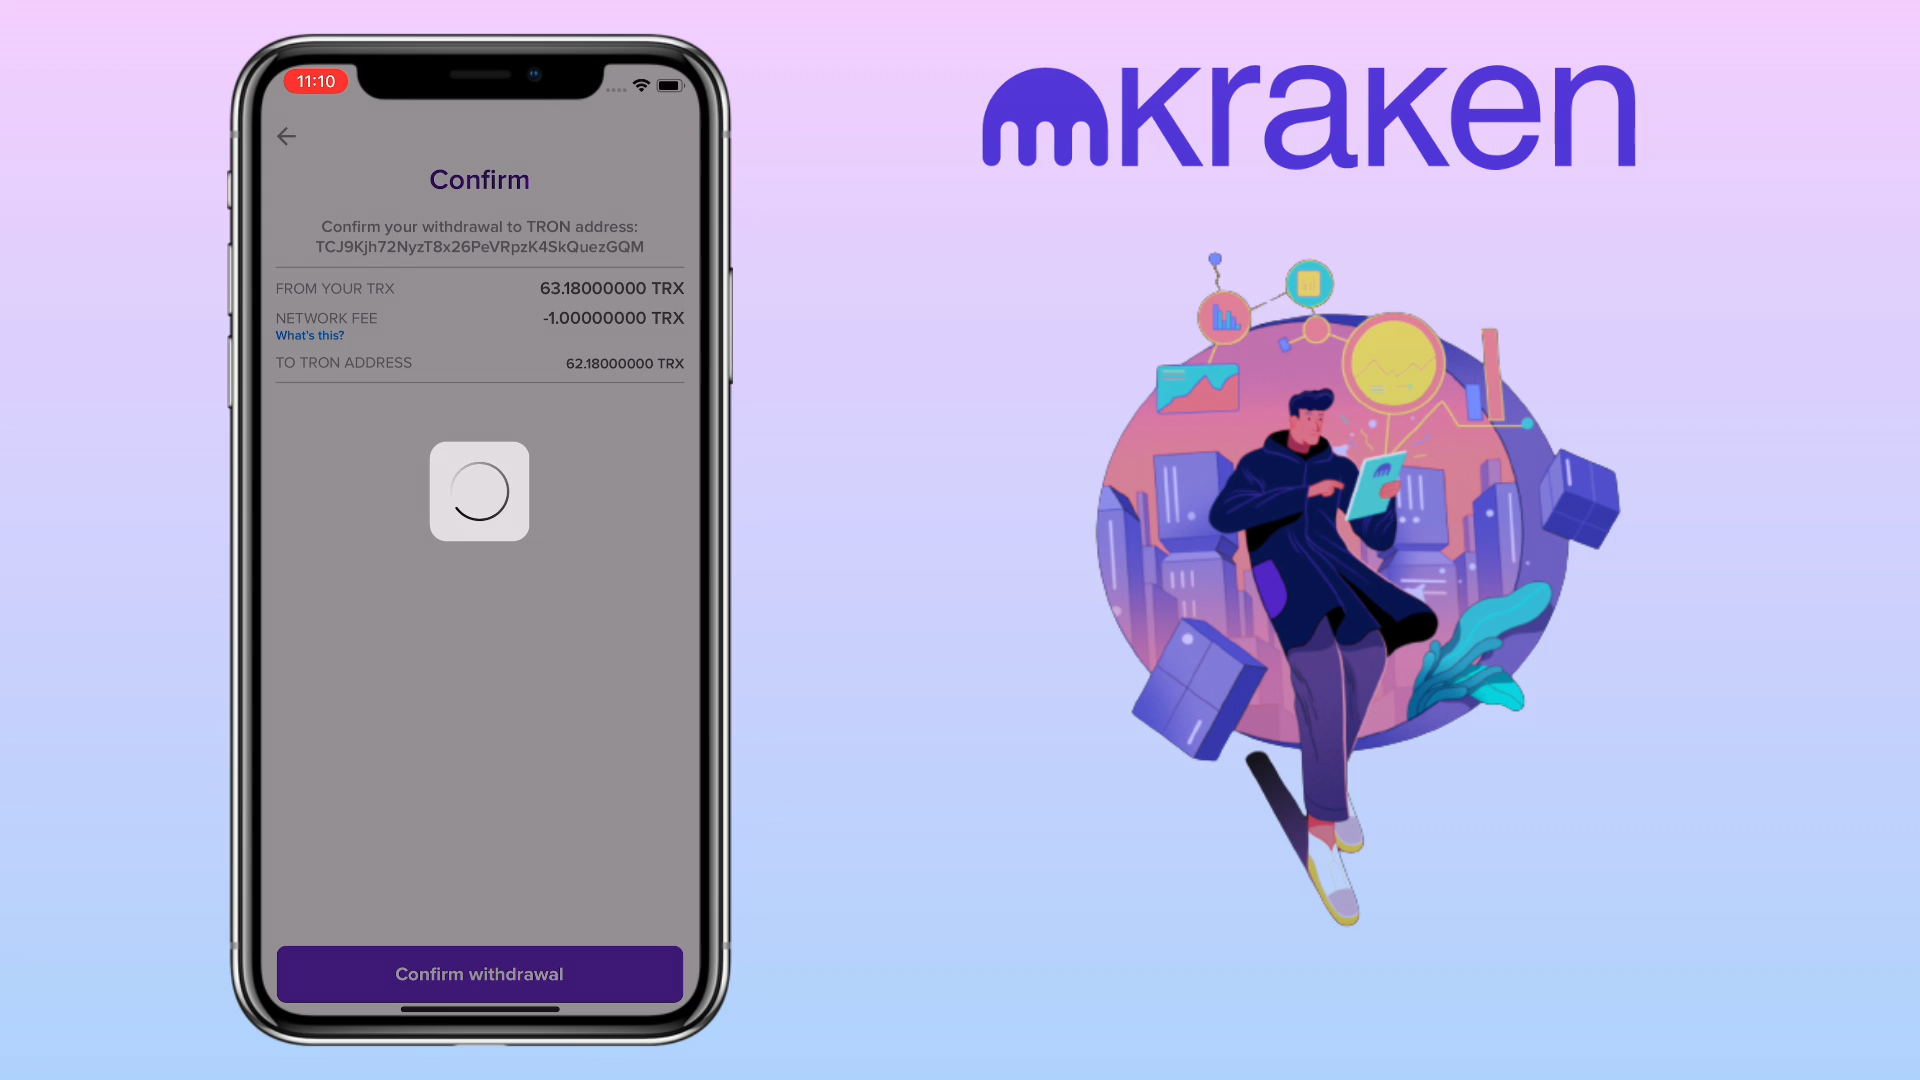 11:10
Confirm
Confirm your withdrawal to TRON address:
TCJ9Kjh72NyzT8x26PeVRpzK4SkQuezGQM
FROM YOUR TRX 63.18000000 TRX
NETWORK FEE -1.00000000 TRX
What's this?
TO TRON ADDRESS 62.18000000 TRX
Confirm withdrawal
kraken